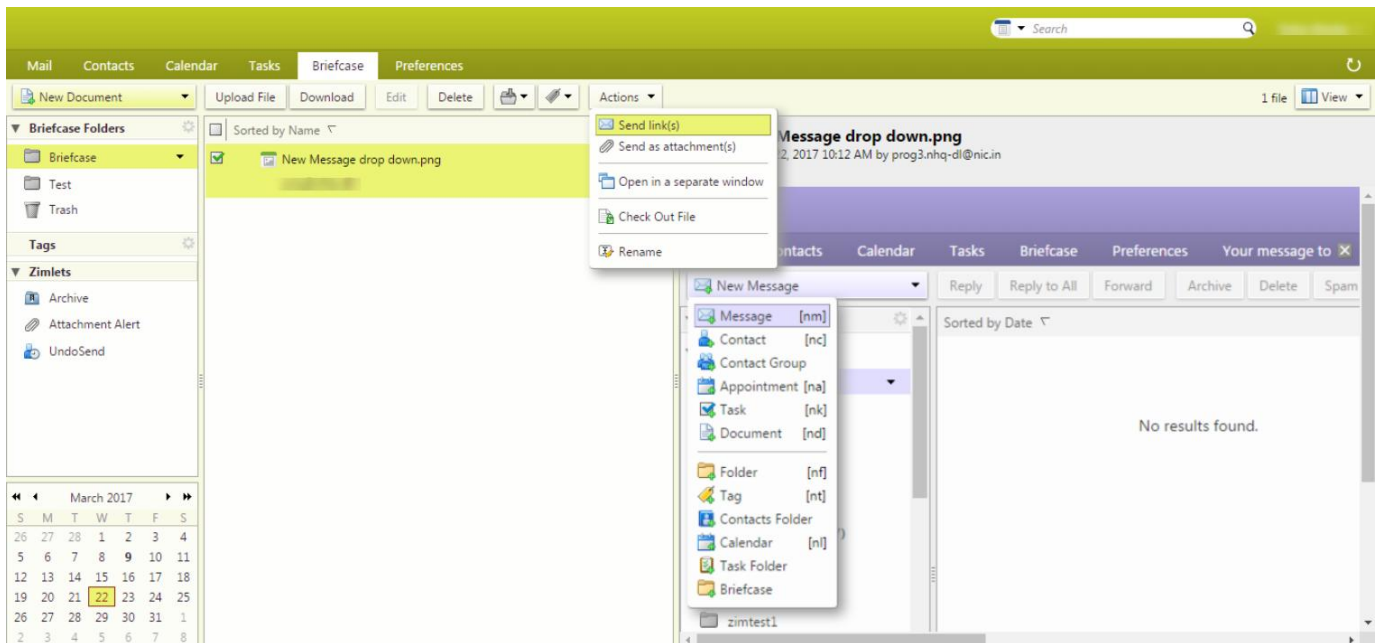 Search
Mail Contacts Calendar Tasks Briefcase Preferences
New Document Upload File Download Edit Delete Actions 1 file View
Briefcase Folders
Briefcase
Test
Trash
Tags
Zimlets
Archive
Attachment Alert
UndoSend
March 2017
S M T W T F S
26 27 28 1 2 3 4
5 6 7 8 9 10 11
12 13 14 15 16 17 18
19 20 21 22 23 24 25
26 27 28 29 30 31 1
2 3 4 5 6 7 8
Sorted by Name
New Message drop down.png
Send link(s)
Send as attachment(s)
Open in a separate window
Check Out File
Rename
Message drop down.png
2, 2017 10:12 AM by prog3.nhq-dl@nic.in
ontacts Calendar Tasks Briefcase Preferences Your message to
New Message Reply Reply to All Forward Archive Delete Spam
Sorted by Date
Message [nm]
Contact [nc]
Contact Group
Appointment [na]
Task [nk]
Document [nd]
Folder [nf]
Tag [nt]
Contacts Folder
Calendar [nl]
Task Folder
Briefcase
zimtest1
No results found.